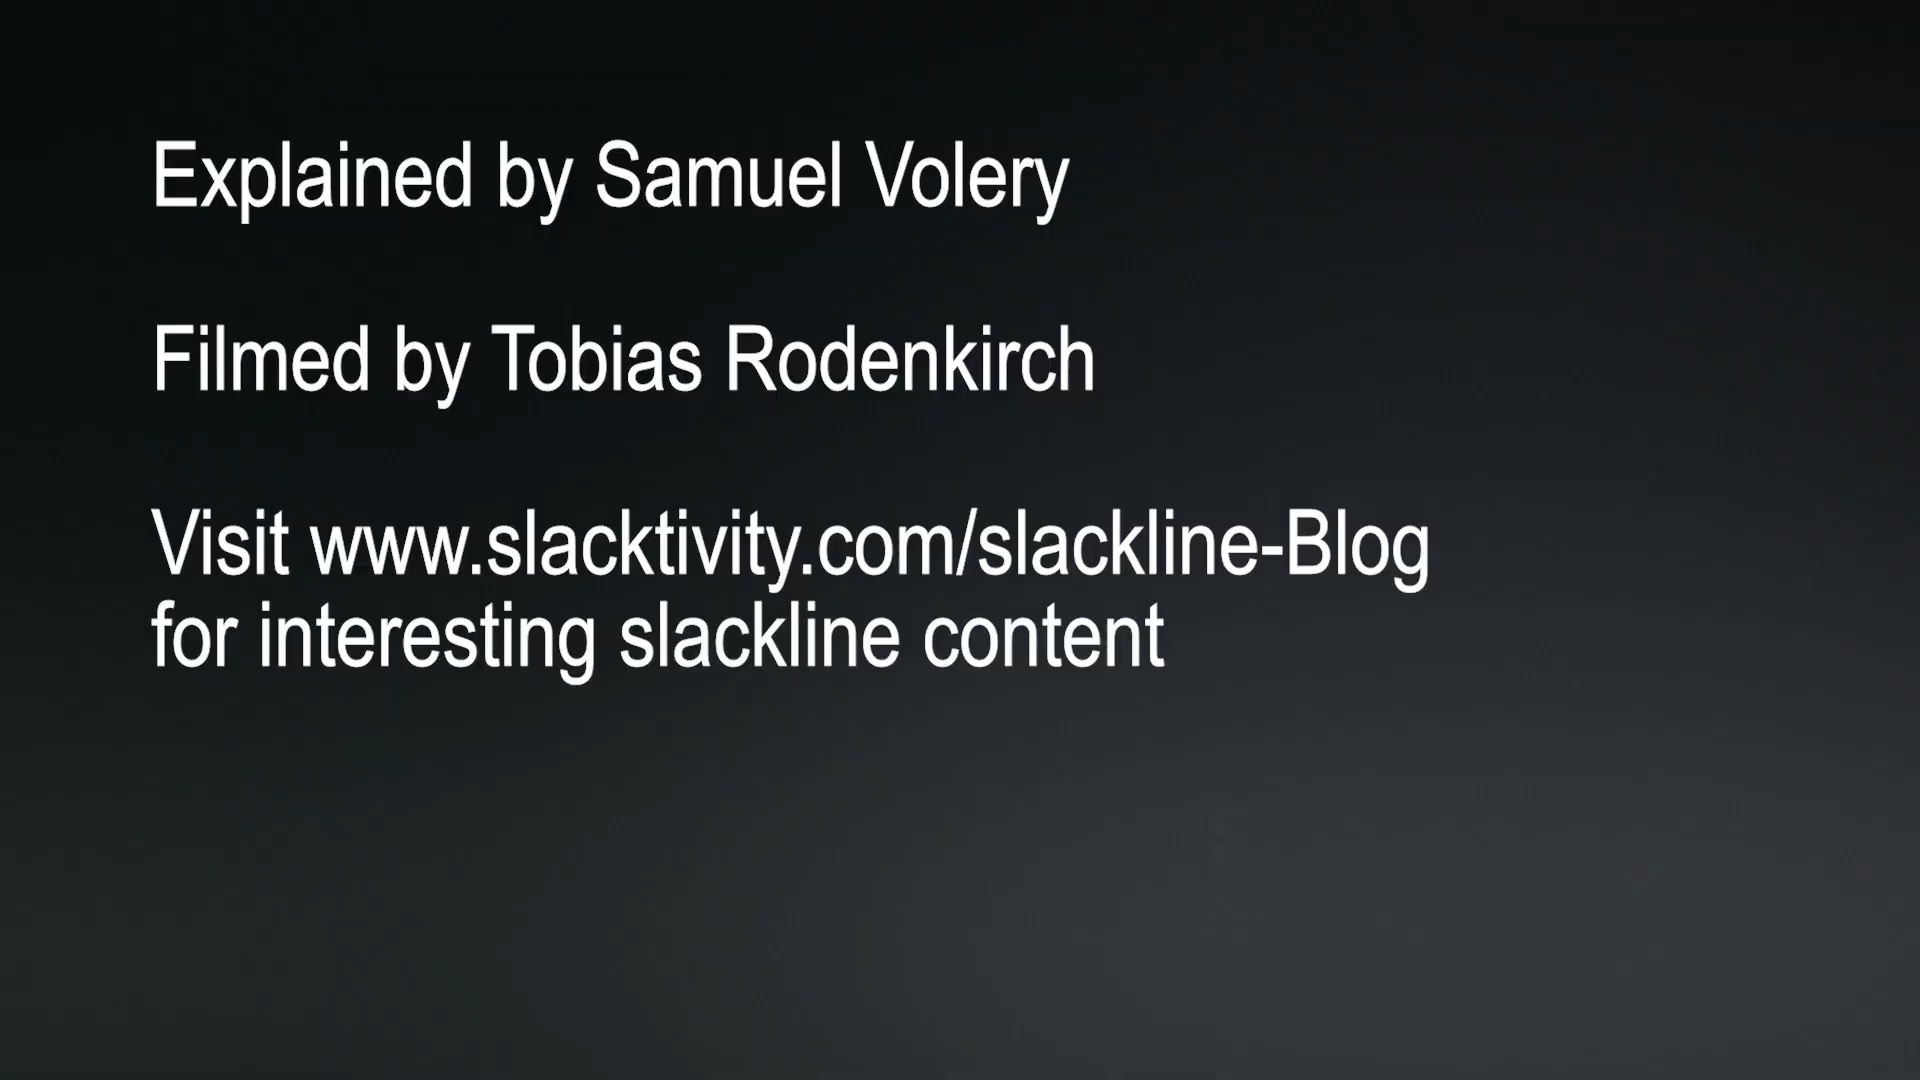 Explained by Samuel Volery
Filmed by Tobias Rodenkirch
Visit www.slacktivity.com/slackline-Blog
for interesting slackline content